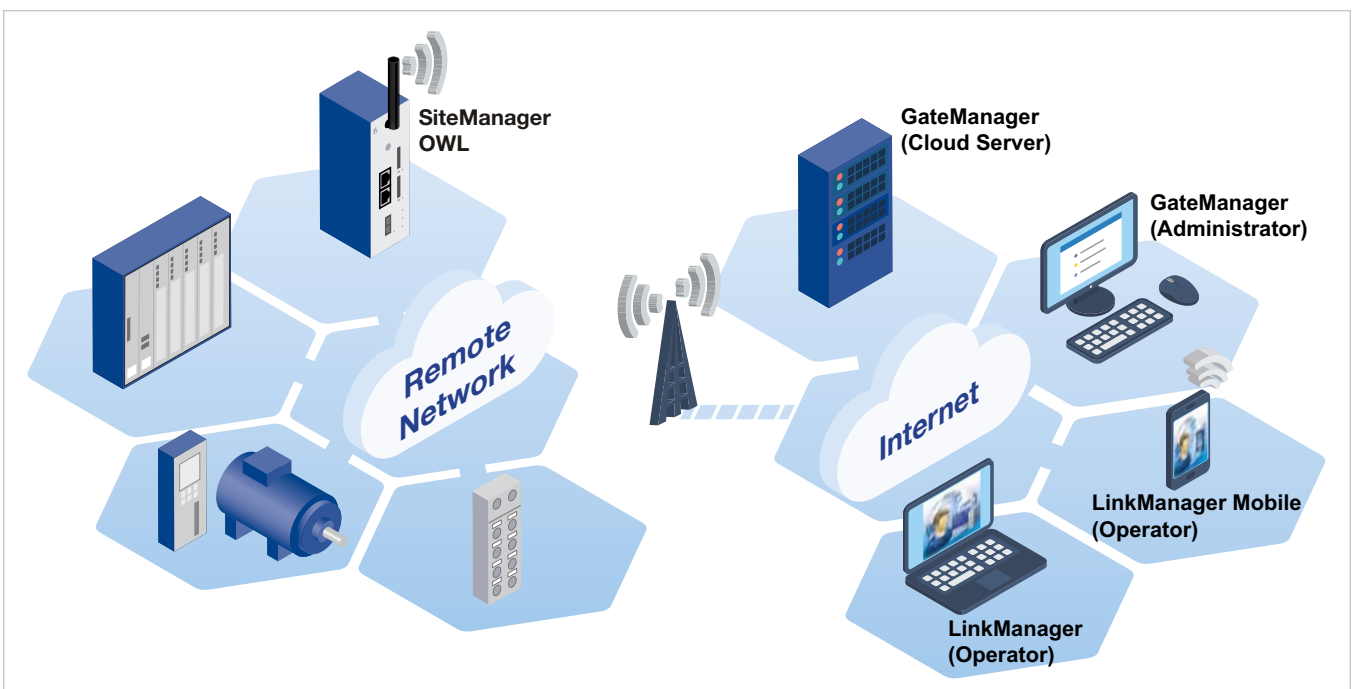 SiteManager
OWL
GateManager
(Cloud Server)
GateManager
(Administrator)
Remote
Network
Internet
LinkManager Mobile
(Operator)
LinkManager
(Operator)